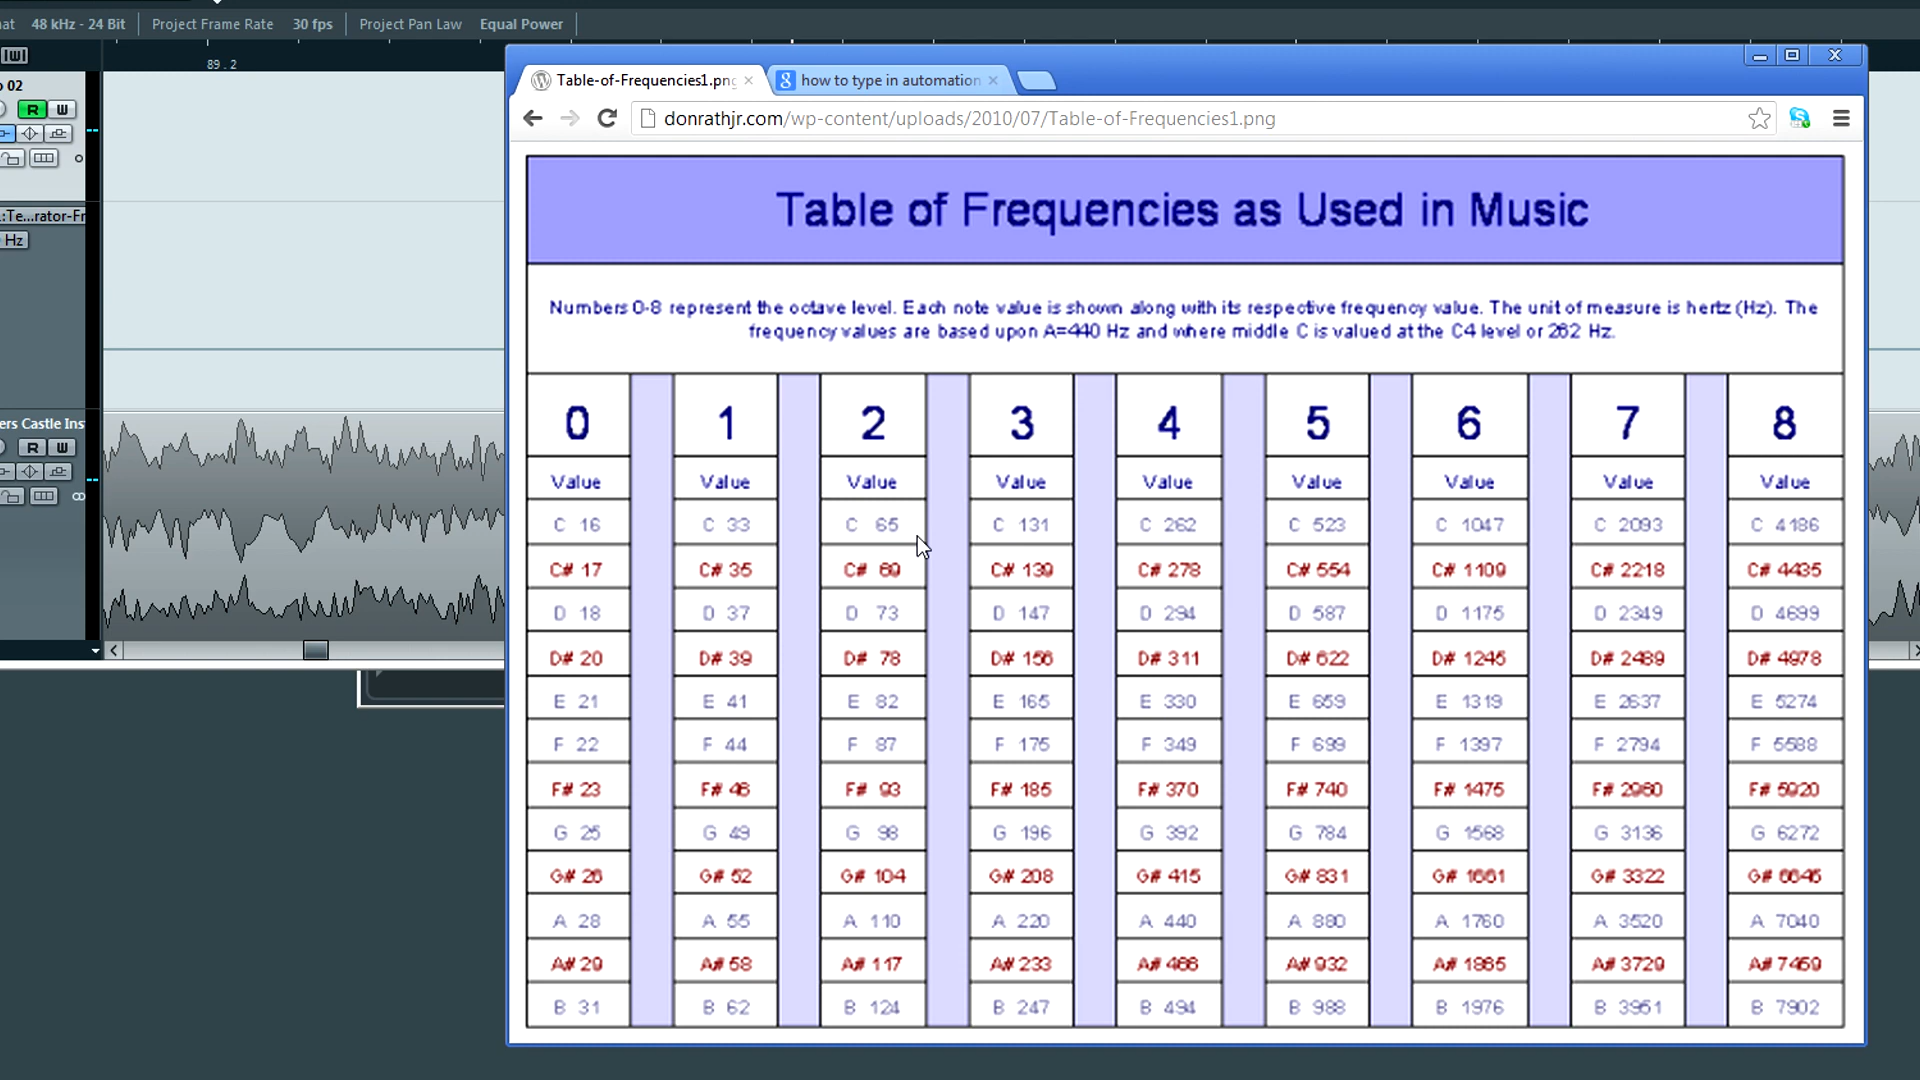 at 48 kHz - 24 Bit Project Frame Rate 30 fps Project Pan Law Equal Power
89 . 2
o 02
R W
:Te...rator-Fr
Hz
ers Castle Ins
R W
Table-of-Frequencies1.png
how to type in automation
donrathjr.com/wp-content/uploads/2010/07/Table-of-Frequencies1.png
Table of Frequencies as Used in Music
Numbers 0-8 represent the octave level. Each note value is shown along with its respective frequency value. The unit of measure is hertz (Hz). The
frequency values are based upon A=440 Hz and where middle C is valued at the C4 level or 262 Hz.
0 1 2 3 4 5 6 7 8
Value Value Value Value Value Value Value Value Value
C 16 C 33 C 65 C 131 C 262 C 523 C 1047 C 2093 C 4186
C# 17 C# 35 C# 69 C# 139 C# 278 C# 554 C# 1109 C# 2218 C# 4435
D 18 D 37 D 73 D 147 D 294 D 587 D 1175 D 2349 D 4699
D# 20 D# 39 D# 78 D# 156 D# 311 D# 622 D# 1245 D# 2489 D# 4978
E 21 E 41 E 82 E 165 E 330 E 659 E 1319 E 2637 E 5274
F 22 F 44 F 87 F 175 F 349 F 699 F 1397 F 2794 F 5588
F# 23 F# 46 F# 93 F# 185 F# 370 F# 740 F# 1475 F# 2960 F# 5920
G 25 G 49 G 98 G 196 G 392 G 784 G 1568 G 3136 G 6272
G# 26 G# 52 G# 104 G# 208 G# 415 G# 831 G# 1661 G# 3322 G# 6645
A 28 A 55 A 110 A 220 A 440 A 880 A 1760 A 3520 A 7040
A# 29 A# 58 A# 117 A# 233 A# 466 A# 932 A# 1865 A# 3729 A# 7459
B 31 B 62 B 124 B 247 B 494 B 988 B 1976 B 3951 B 7902